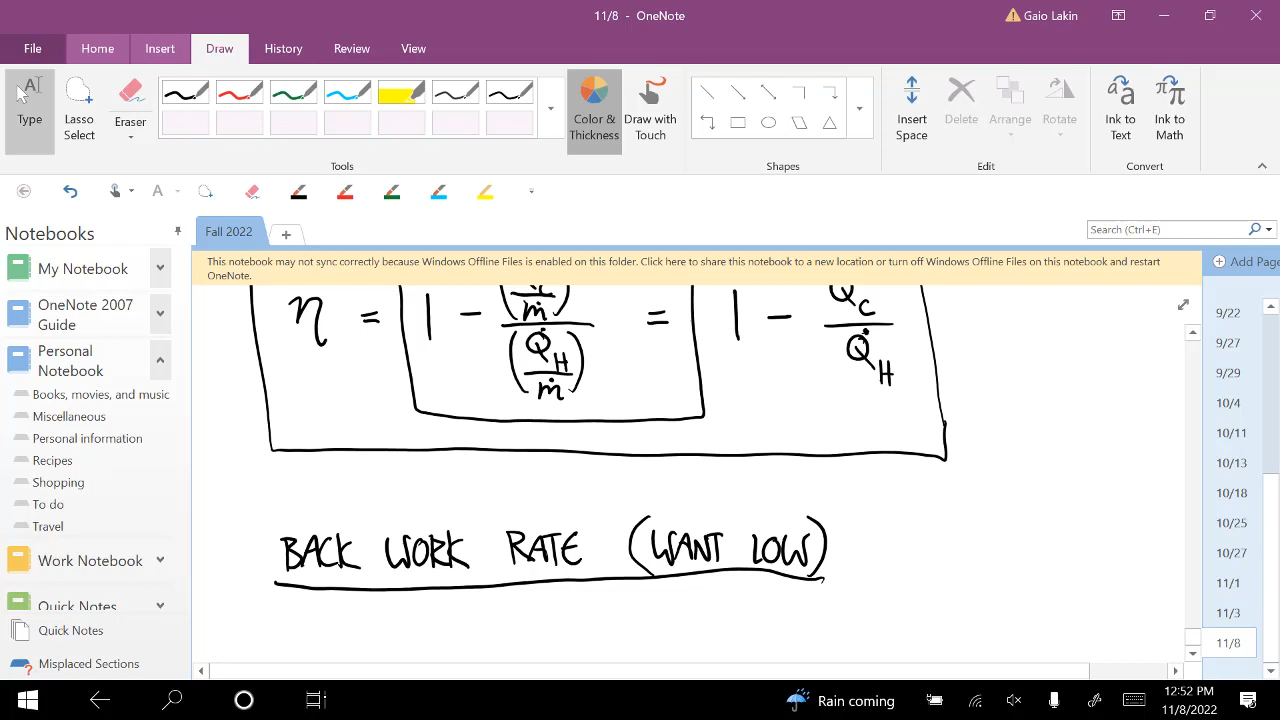 11/8 - OneNote
Gaio Lakin
File Home Insert Draw History Review View
Type
Lasso Select
Eraser
Color & Thickness
Draw with Touch
Insert Space
Delete
Arrange
Rotate
Ink to Text
Ink to Math
Tools
Shapes
Edit
Convert
Notebooks
Fall 2022
Search (Ctrl+E)
This notebook may not sync correctly because Windows Offline Files is enabled on this folder. Click here to share this notebook to a new location or turn off Windows Offline Files on this notebook and restart
OneNote.
Add Page
My Notebook
OneNote 2007 Guide
Personal Notebook
Books, movies, and music
Miscellaneous
Personal information
Recipes
Shopping
To do
Travel
Work Notebook
Quick Notes
Quick Notes
Misplaced Sections
η = 1 - (Q̇c/ṁ)/(Q̇H/ṁ) = 1 - Q̇c/Q̇H
BACK WORK RATE (WANT LOW)
9/22
9/27
9/29
10/4
10/11
10/13
10/18
10/25
10/27
11/1
11/3
11/8
Rain coming
12:52 PM
11/8/2022